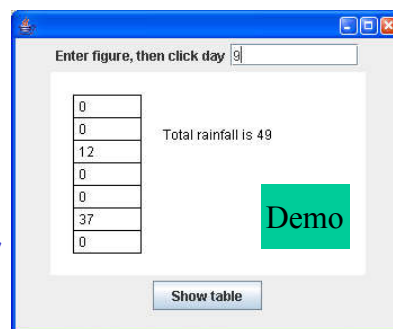 Enter figure, then click day 9
0
0
12
0
0
37
0
Total rainfall is 49
Demo
Show table